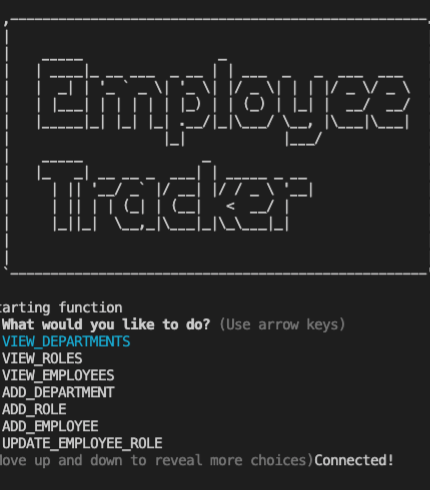 Employee
Tracker
tarting function
What would you like to do? (Use arrow keys)
VIEW_DEPARTMENTS
VIEW_ROLES
VIEW_EMPLOYEES
ADD_DEPARTMENT
ADD_ROLE
ADD_EMPLOYEE
UPDATE_EMPLOYEE_ROLE
ove up and down to reveal more choices)Connected!